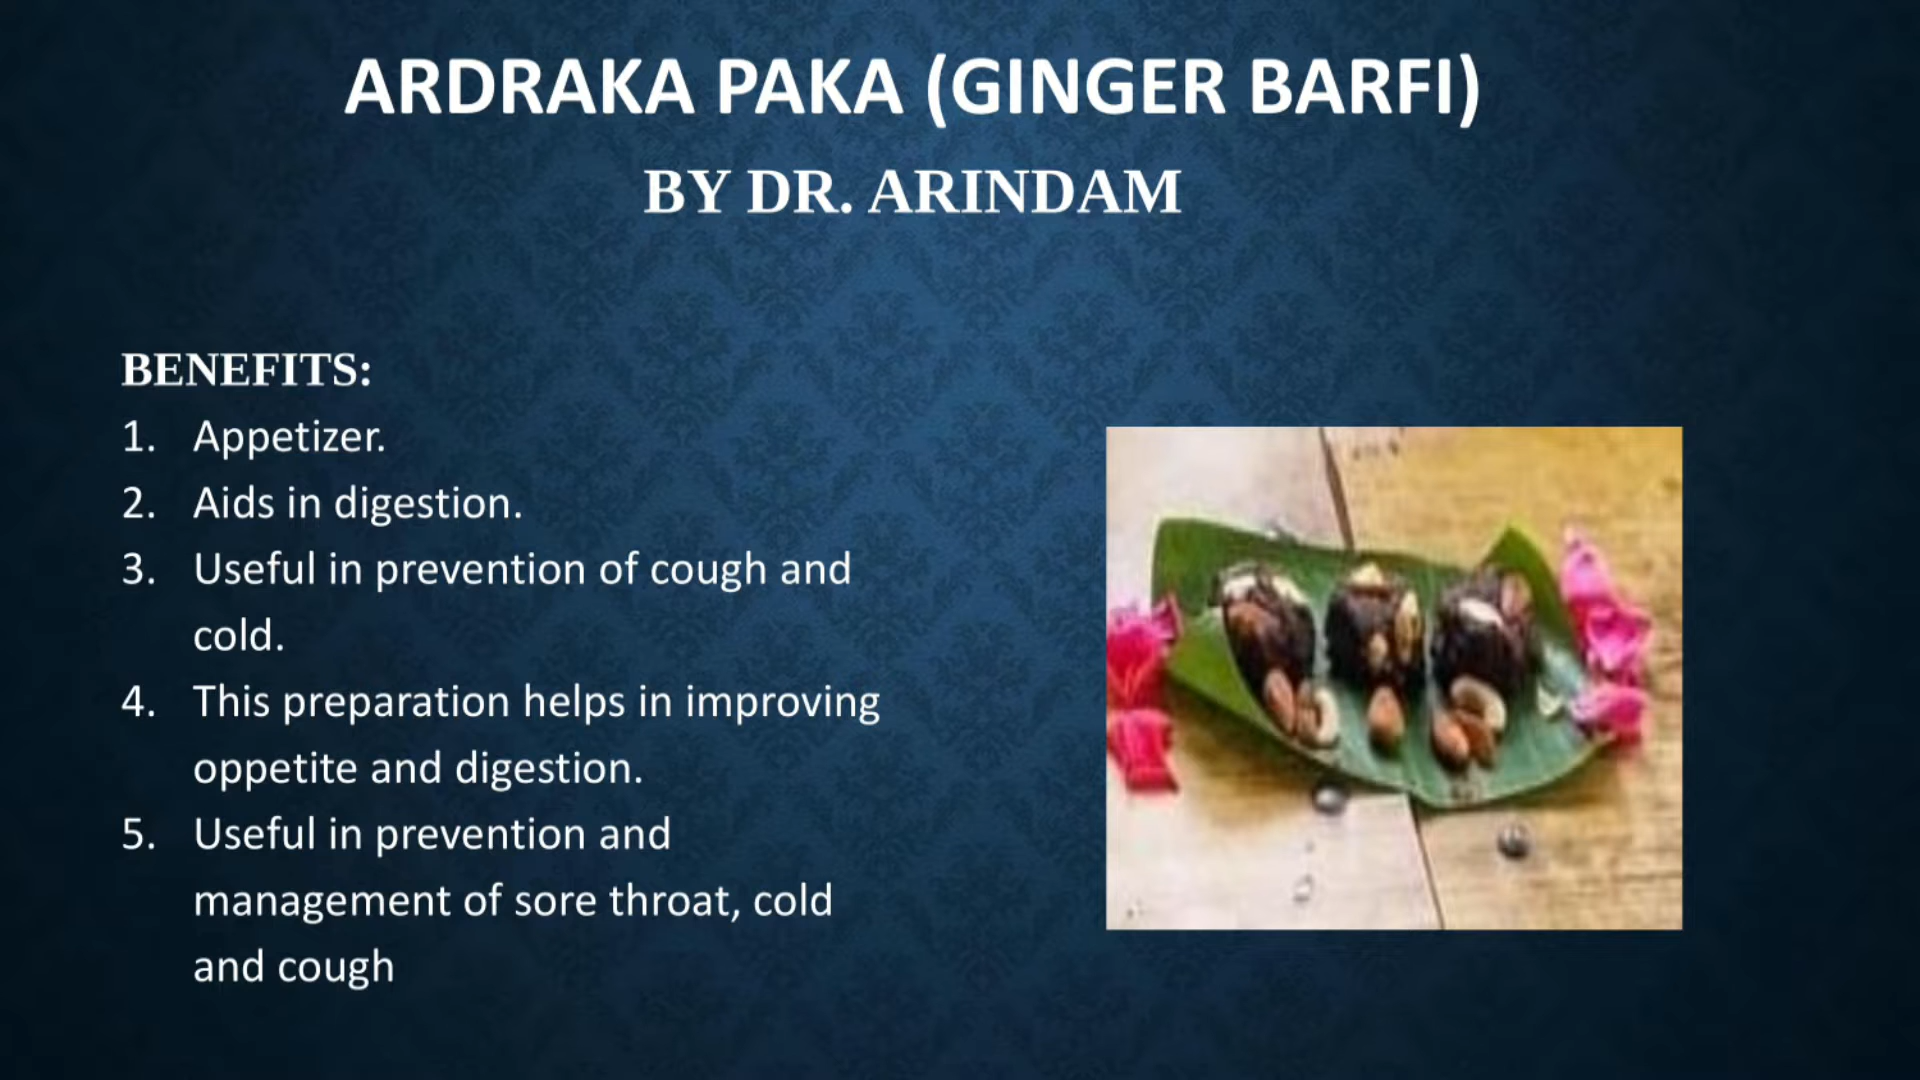 ARDRAKA PAKA (GINGER BARFI)
BY DR. ARINDAM
BENEFITS:
1. Appetizer.
2. Aids in digestion.
3. Useful in prevention of cough and
cold.
4. This preparation helps in improving
oppetite and digestion.
5. Useful in prevention and
management of sore throat, cold
and cough